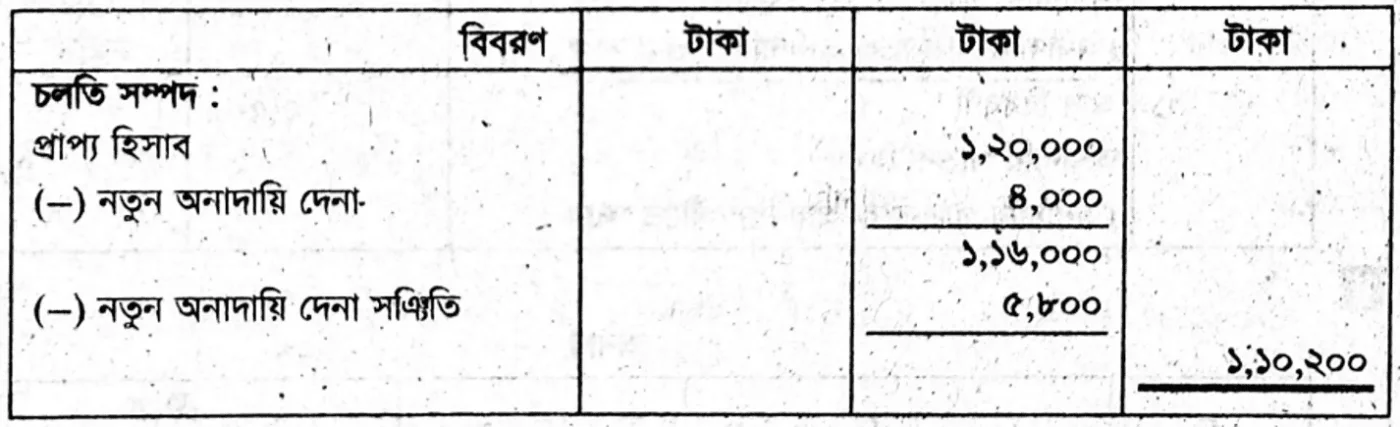 বিবরণ টাকা টাকা টাকা
চলতি সম্পদ :
প্রাপ্য হিসাব ১,২০,০০০
(–) নতুন অনাদায়ি দেনা ৪,০০০
১,১৬,০০০
(–) নতুন অনাদায়ি দেনা সঞ্চিতি ৫,৮০০
১,১০,২০০